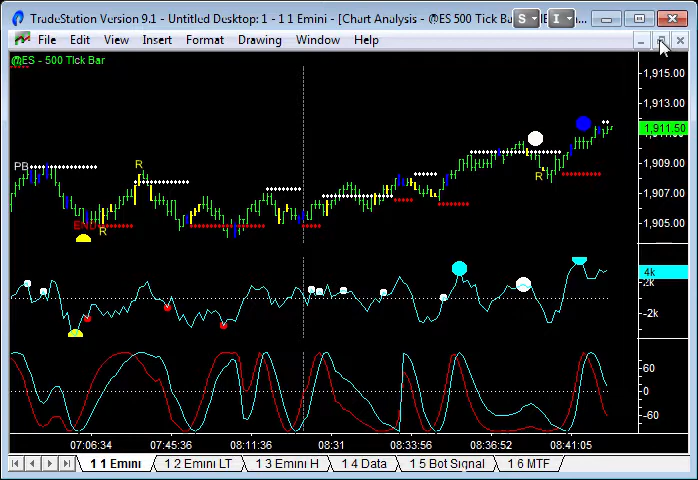 TradeStation Version 9.1 - Untitled Desktop: 1 - 1 1 Emini - [Chart Analysis - @ES 500 Tick Ba
S I
File Edit View Insert Format Drawing Window Help
@ES - 500 Tick Bar
1,915.00
1,913.00
1,911.50
1,909.00
1,907.00
1,905.00
PB
R
END
R
R
4k
2k
-2k
60
0
-60
07:06:34 07:45:36 08:11:36 08:31 08:33:56 08:36:52 08:41:05
1 1 Emini 1 2 Emini LT 1 3 Emini H 1 4 Data 1 5 Bot Signal 1 6 MTF